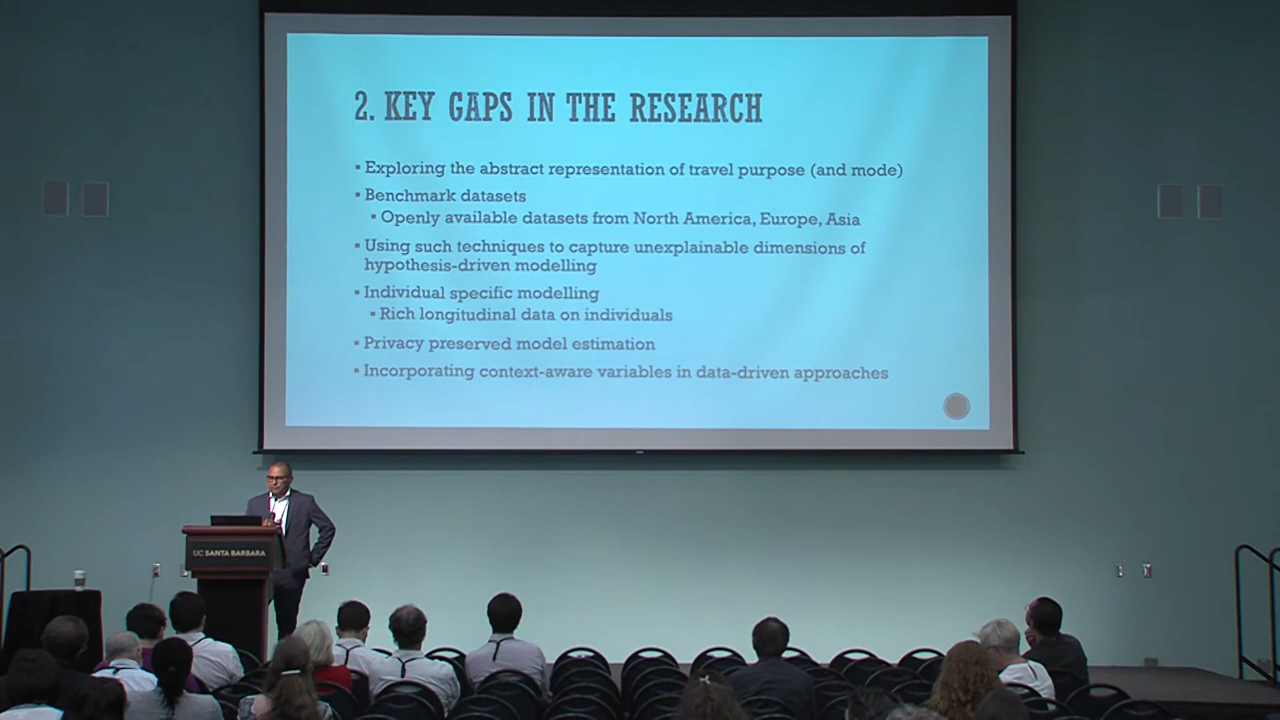 2. KEY GAPS IN THE RESEARCH
▪ Exploring the abstract representation of travel purpose (and mode)
▪ Benchmark datasets
▪ Openly available datasets from North America, Europe, Asia
▪ Using such techniques to capture unexplainable dimensions of
hypothesis-driven modelling
▪ Individual specific modelling
▪ Rich longitudinal data on individuals
▪ Privacy preserved model estimation
▪ Incorporating context-aware variables in data-driven approaches
UC SANTA BARBARA